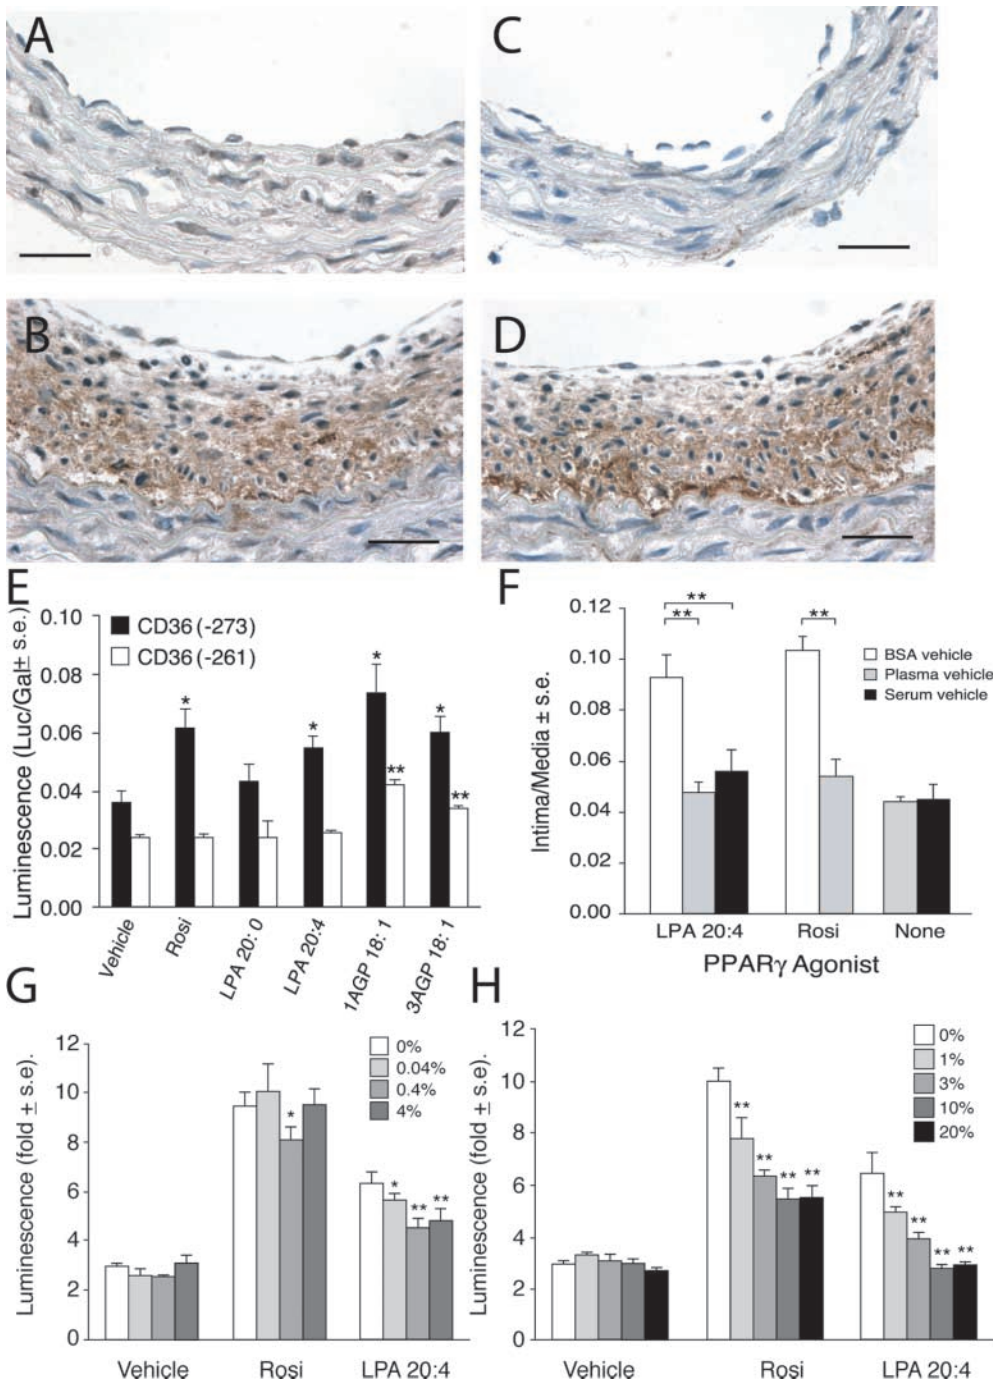 A
C
B
D
E
Luminescence (Luc/Gal± s.e.)
0.10
0.08
0.06
0.04
0.02
0.00
CD36 (-273)
CD36 (-261)
*
*
*
*
**
**
Vehicle
Rosi
LPA 20: 0
LPA 20:4
1AGP 18: 1
3AGP 18: 1
F
Intima/Media ± s.e.
0.12
0.10
0.08
0.06
0.04
0.02
0.00
**
**
**
BSA vehicle
Plasma vehicle
Serum vehicle
LPA 20:4
Rosi
None
PPARγ Agonist
G
Luminescence (fold ± s.e).
12
10
8
6
4
2
0
0%
0.04%
0.4%
4%
*
*
**
**
Vehicle
Rosi
LPA 20:4
H
Luminescence (fold ± s.e).
12
10
8
6
4
2
0
0%
1%
3%
10%
20%
**
**
**
**
**
**
**
**
Vehicle
Rosi
LPA 20:4